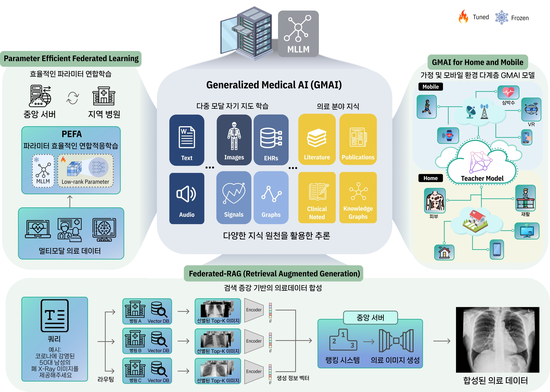 Tuned
Frozen
MLLM
Parameter Efficient Federated Learning
효율적인 파라미터 연합학습
중앙 서버
지역 병원
PEFA
파라미터 효율적인 연합적응학습
MLLM
Low-rank Parameter
멀티모달 의료 데이터
Generalized Medical AI (GMAI)
다중 모달 자기 지도 학습
의료 분야 지식
Text
Images
EHRs
Literature
Publications
Audio
Signals
Graphs
Clinical
Noted
Knowledge
Graphs
다양한 지식 원천을 활용한 추론
GMAI for Home and Mobile
가정 및 모바일 환경 다계층 GMAI 모델
Mobile
심박수
VR
Teacher Model
Home
피부
재활
Federated-RAG (Retrieval Augmented Generation)
검색 증강 기반의 의료데이터 합성
쿼리
예시:
코로나에 감염된
50대 남성의
폐 X-Ray 이미지를
제공해주세요
라우팅
병원 A
Vector DB
선별된 Top-K 이미지
Encoder
병원 B
Vector DB
선별된 Top-K 이미지
Encoder
병원 C
Vector DB
선별된 Top-K 이미지
Encoder
생성 정보 벡터
중앙 서버
랭킹 시스템
의료 이미지 생성
합성된 의료 데이터